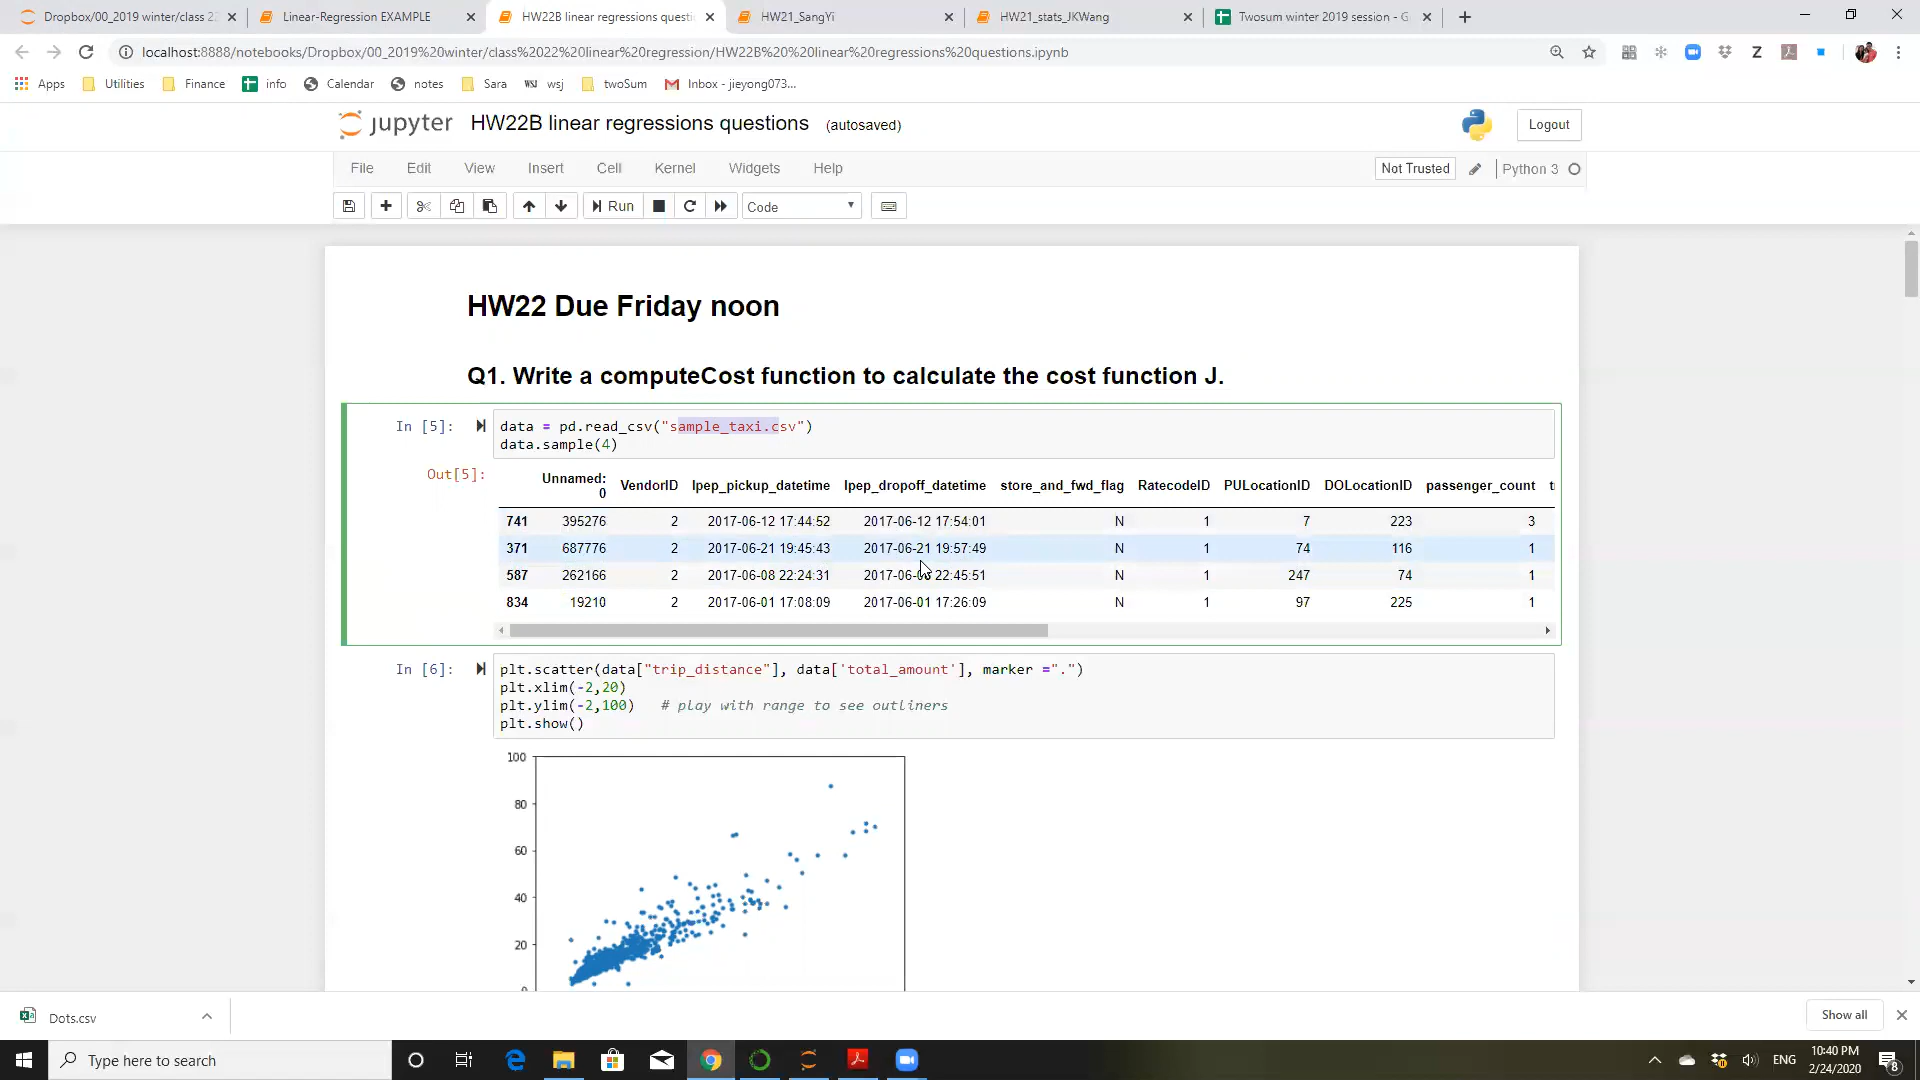 Dropbox/00_2019 winter/class 22
Linear-Regression EXAMPLE
HW22B linear regressions questi
HW21_SangYi
HW21_stats_JKWang
Twosum winter 2019 session - G
localhost:8888/notebooks/Dropbox/00_2019%20winter/class%2022%20linear%20regression/HW22B%20%20linear%20regressions%20questions.ipynb
Apps Utilities Finance info Calendar notes Sara wsj twoSum Inbox - jieyong073...
jupyter HW22B linear regressions questions (autosaved)
Logout
File Edit View Insert Cell Kernel Widgets Help
Not Trusted Python 3
Run Code
HW22 Due Friday noon
Q1. Write a computeCost function to calculate the cost function J.
In [5]: data = pd.read_csv("sample_taxi.csv")
data.sample(4)
Out[5]:
Unnamed: 0 VendorID lpep_pickup_datetime lpep_dropoff_datetime store_and_fwd_flag RatecodeID PULocationID DOLocationID passenger_count t
741 395276 2 2017-06-12 17:44:52 2017-06-12 17:54:01 N 1 7 223 3
371 687776 2 2017-06-21 19:45:43 2017-06-21 19:57:49 N 1 74 116 1
587 262166 2 2017-06-08 22:24:31 2017-06-08 22:45:51 N 1 247 74 1
834 19210 2 2017-06-01 17:08:09 2017-06-01 17:26:09 N 1 97 225 1
In [6]: plt.scatter(data["trip_distance"], data['total_amount'], marker =".")
plt.xlim(-2,20)
plt.ylim(-2,100) # play with range to see outliners
plt.show()
100
80
60
40
20
0
Dots.csv
Show all
Type here to search
ENG
10:40 PM
2/24/2020
8